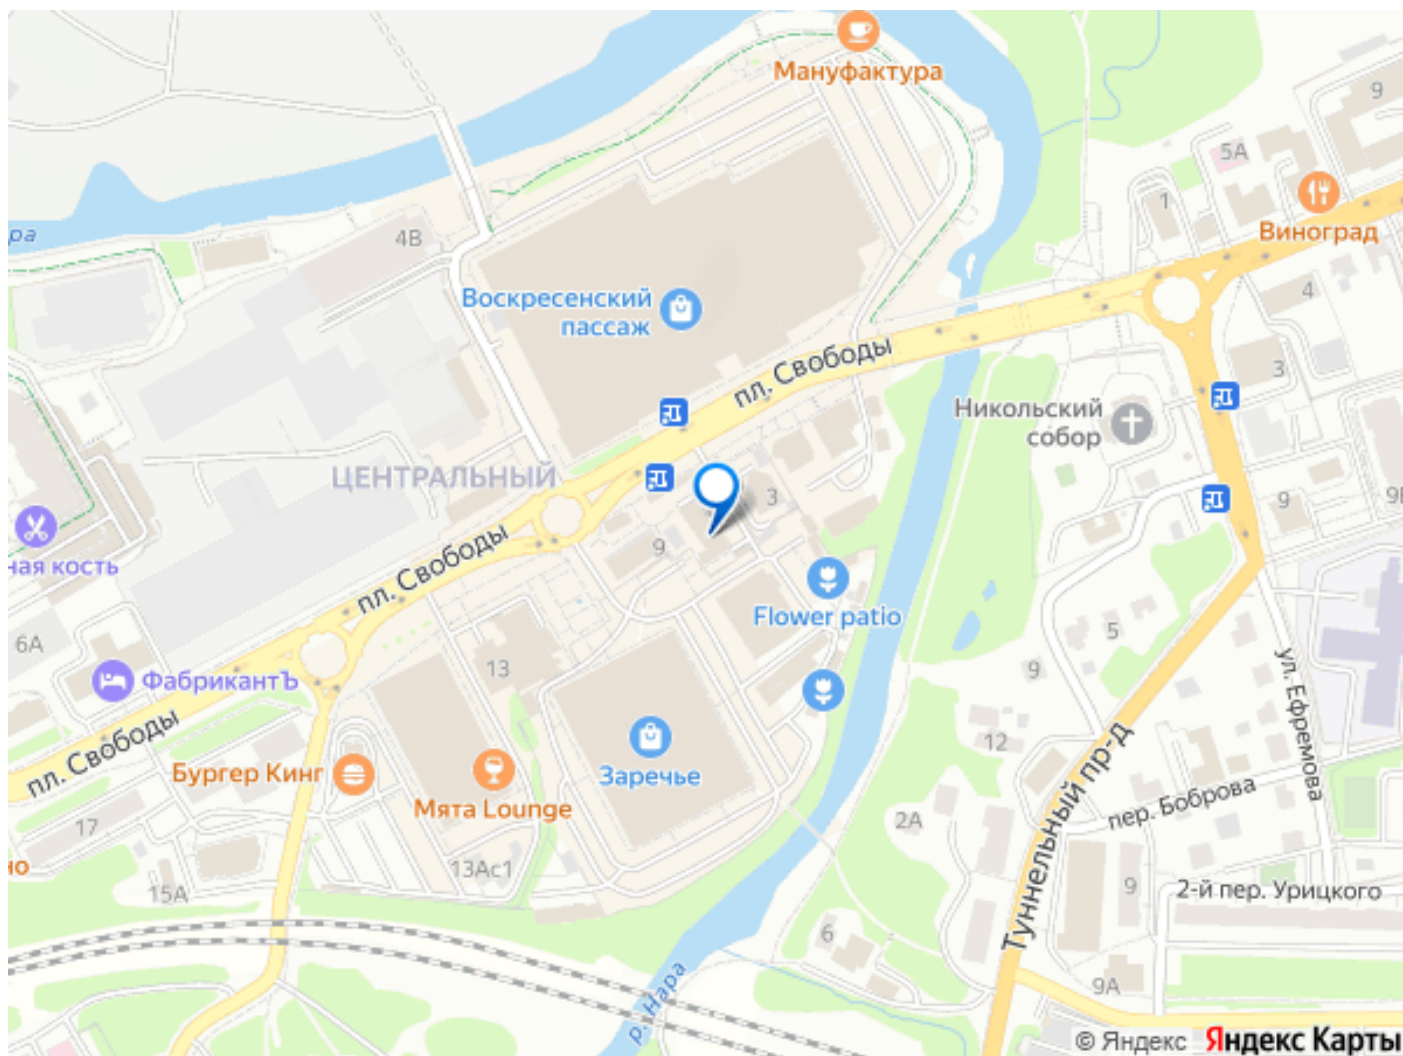 Мануфактура
9
5А
1
Виноград
ра
4В
4
Воскресенский
пассаж
пл. Свободы
3
Никольский
собор
ЦЕНТРАЛЬНЫЙ
3
9
9
9
ная кость
пл. Свободы
Flower patio
6А
13
5
9
ФабрикантЪ
ул. Ефремова
пл. Свободы
12
Бургер Кинг
Заречье
Мята Lounge
Туннельный пр-д
пер. Боброва
17
2А
но
13Ас1
15А
9
2-й пер. Урицкого
6
р. Нара
9А
© Яндекс Яндекс Карты